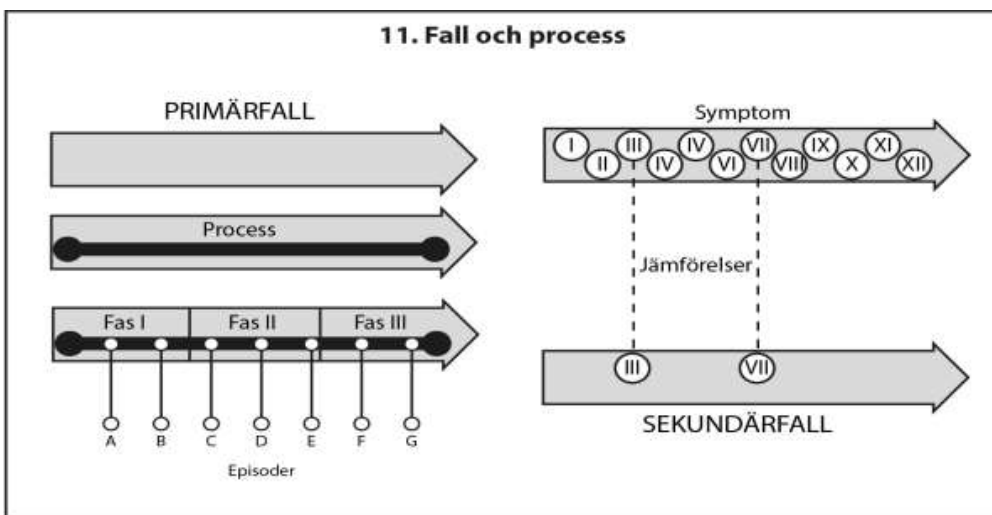 11. Fall och process
PRIMÄRFALL
Process
Fas I Fas II Fas III
A B C D E F G
Episoder
Symptom
I III IV VII IX XI
II IV VI VIII X XII
Jämförelser
III VII
SEKUNDÄRFALL